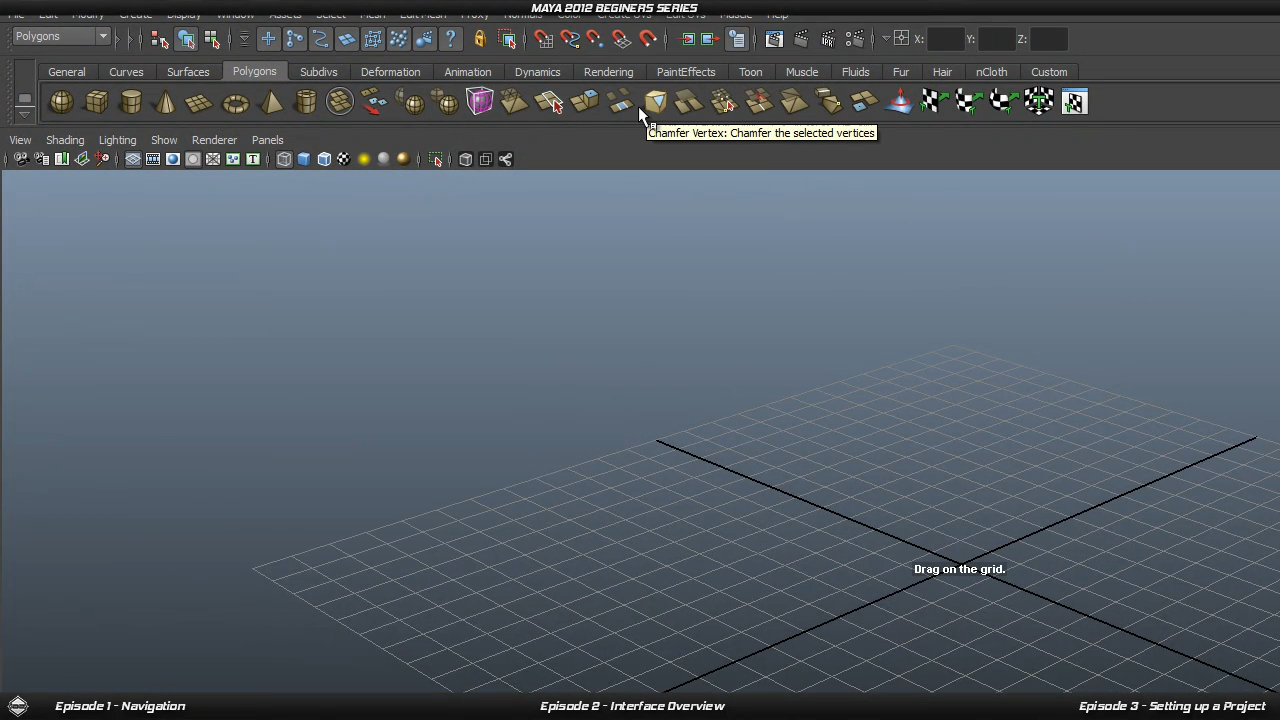 MAYA 2012 BEGINERS SERIES
File Edit Modify Create Display Window Assets Select Mesh Edit Mesh Proxy Normals Color Create UVs Edit UVs Muscle Help
Polygons X: Y: Z:
General Curves Surfaces Polygons Subdivs Deformation Animation Dynamics Rendering PaintEffects Toon Muscle Fluids Fur Hair nCloth Custom
Chamfer Vertex: Chamfer the selected vertices
View Shading Lighting Show Renderer Panels
Drag on the grid.
Episode 1 - Navigation Episode 2 - Interface Overview Episode 3 - Setting up a Project